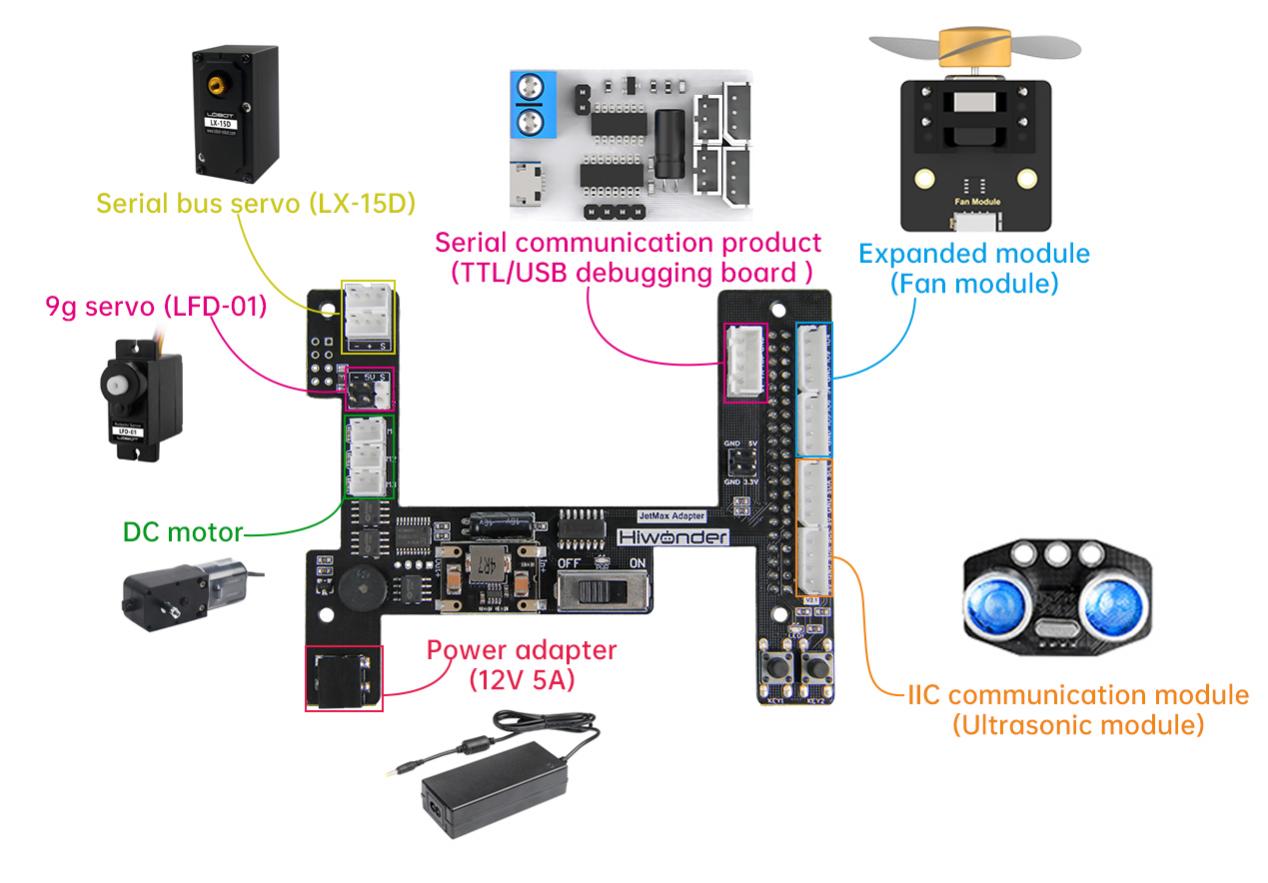 LOBOT
LX-15D
Serial bus servo (LX-15D)
Serial communication product
(TTL/USB debugging board )
Fan Module
Expanded module
(Fan module)
9g servo (LFD-01)
LFD-01
LOBOT
- + S
- 5V S
DC motor
GND 5V
GND 3.3V
JetMax Adapter
Hiwonder
OFF ON
4R7
Power adapter
(12V 5A)
LED1
KEY1 KEY2
IIC communication module
(Ultrasonic module)